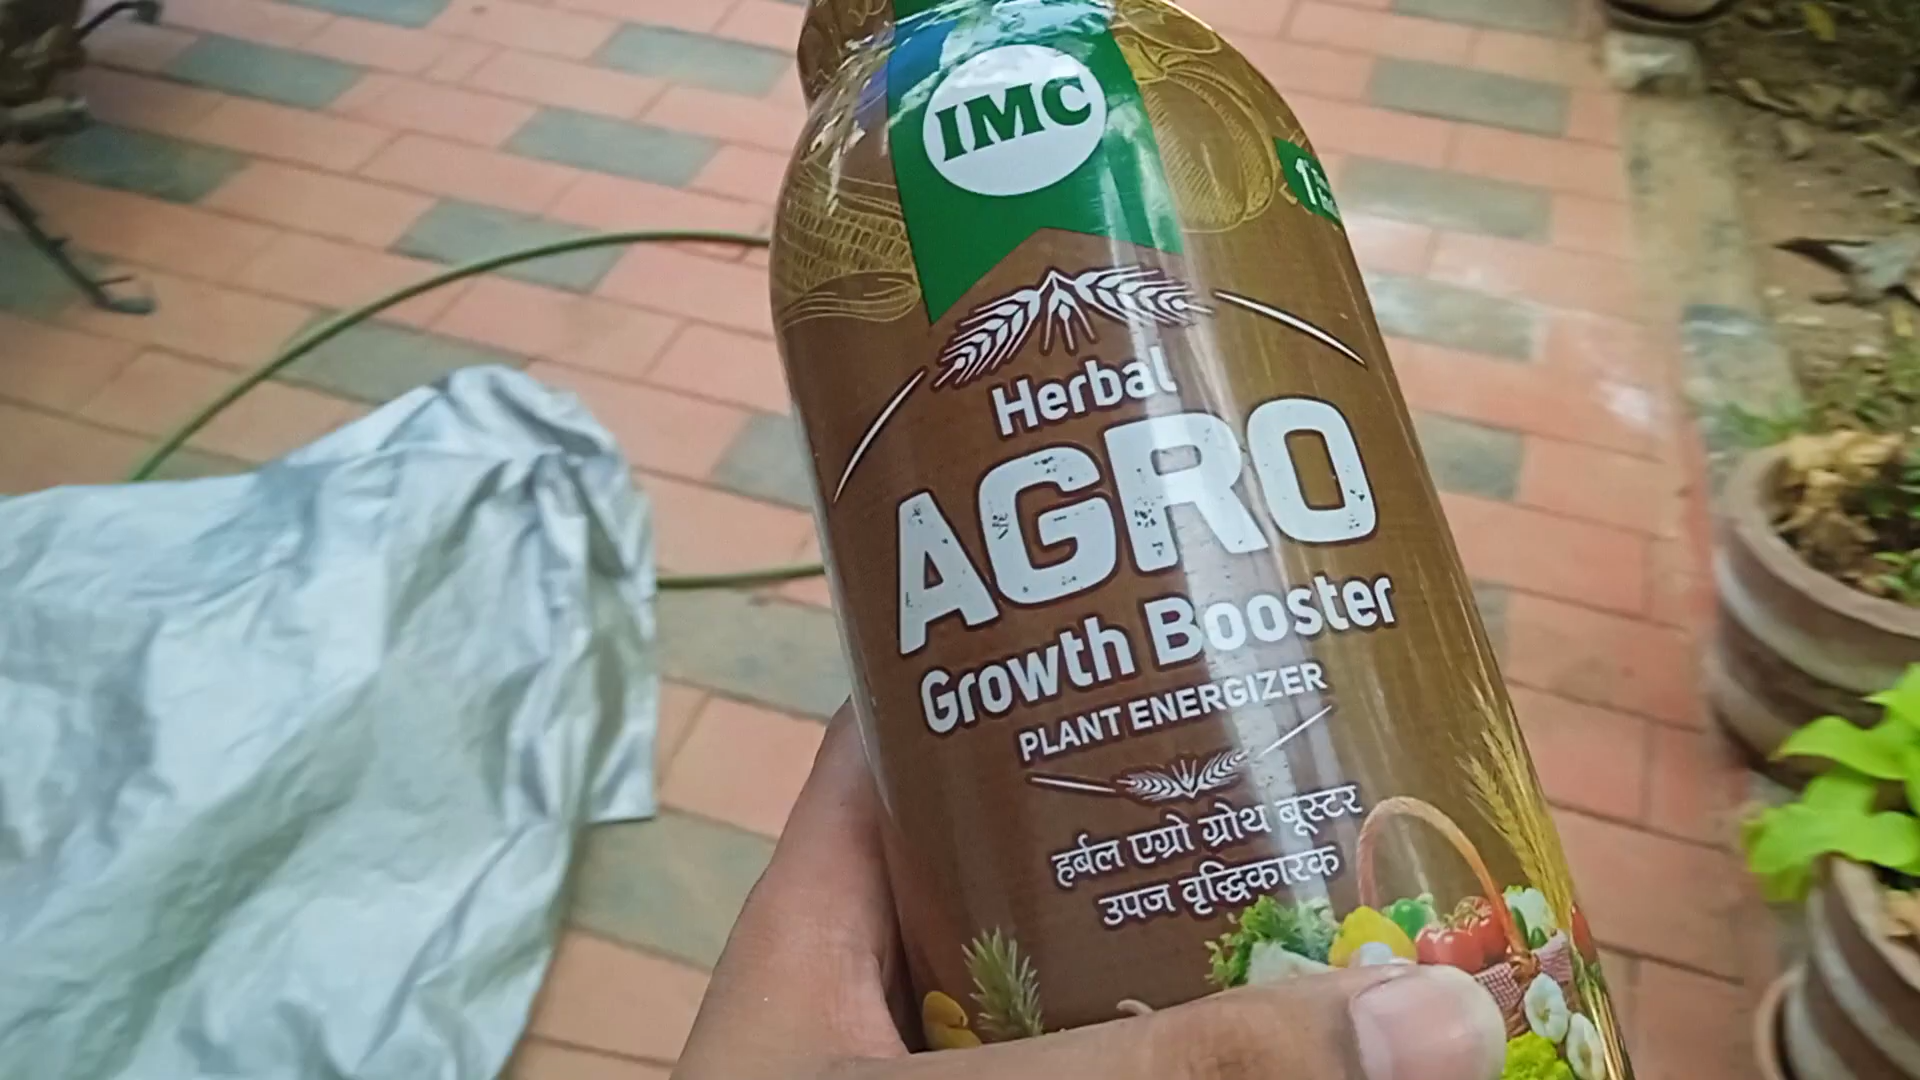 IMC
Herbal
AGRO
Growth Booster
PLANT ENERGIZER
हर्बल एग्रो ग्रोथ बूस्टर
उपज वृद्धिकारक